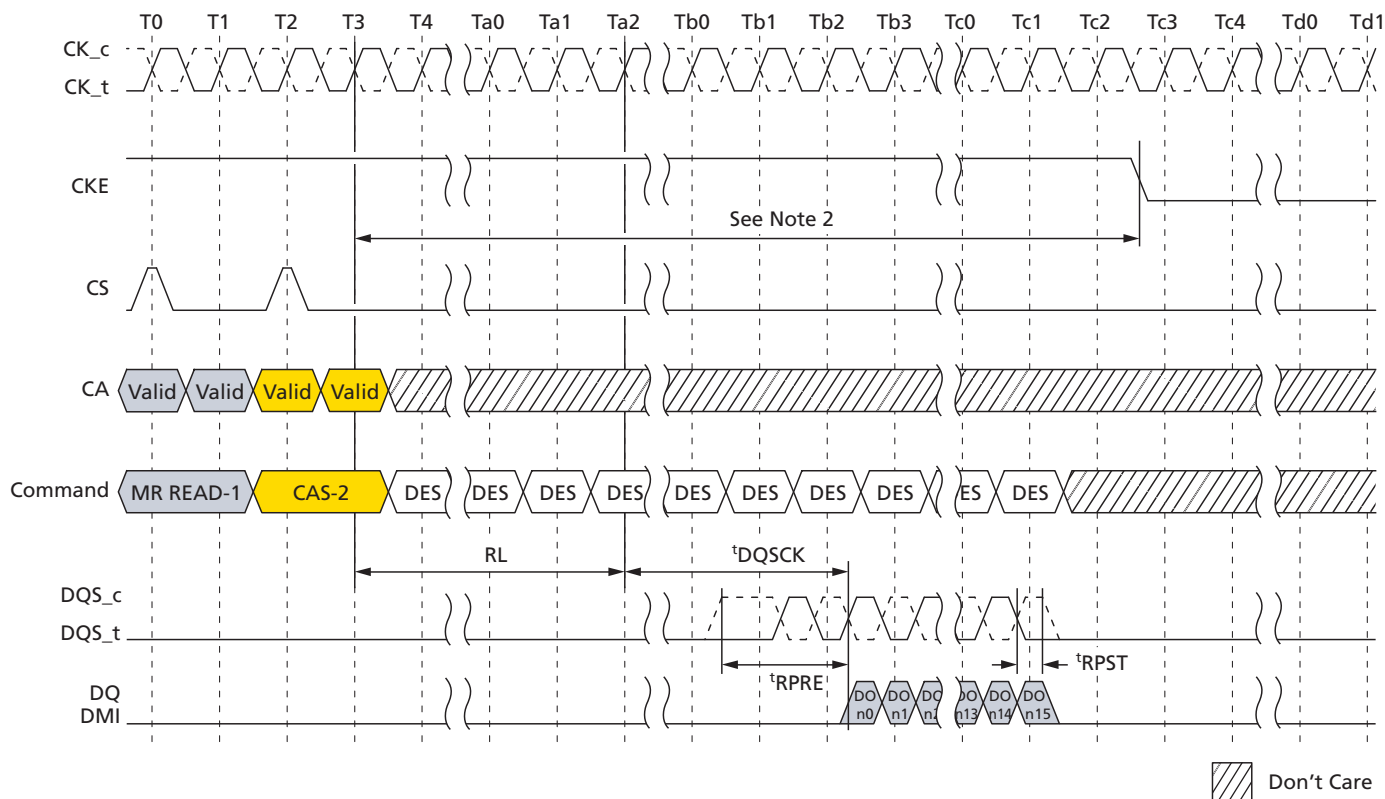 T0 T1 T2 T3 T4 Ta0 Ta1 Ta2 Tb0 Tb1 Tb2 Tb3 Tc0 Tc1 Tc2 Tc3 Tc4 Td0 Td1
CK_c
CK_t
CKE
See Note 2
CS
CA Valid Valid Valid Valid
Command MR READ-1 CAS-2 DES DES DES DES DES DES DES DES ES DES
RL tDQSCK
DQS_c
DQS_t
tRPRE tRPST
DQ DO DO DO DO DO DO
DMI n0 n1 n2 n13 n14 n15
Don't Care